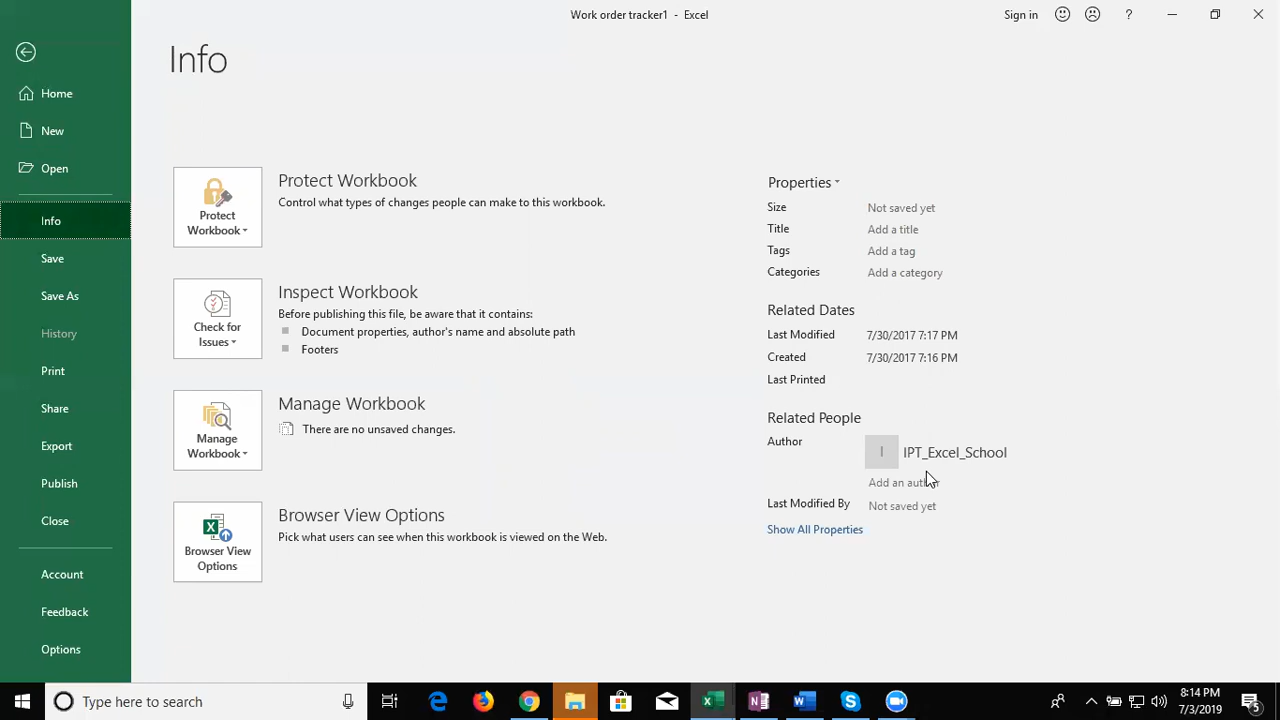 Work order tracker1 - Excel
Sign in
?
Info
Home
New
Open
Info
Save
Save As
History
Print
Share
Export
Publish
Close
Account
Feedback
Options
Protect
Workbook
Protect Workbook
Control what types of changes people can make to this workbook.
Check for
Issues
Inspect Workbook
Before publishing this file, be aware that it contains:
Document properties, author's name and absolute path
Footers
Manage
Workbook
Manage Workbook
There are no unsaved changes.
Browser View
Options
Browser View Options
Pick what users can see when this workbook is viewed on the Web.
Properties
Size Not saved yet
Title Add a title
Tags Add a tag
Categories Add a category
Related Dates
Last Modified 7/30/2017 7:17 PM
Created 7/30/2017 7:16 PM
Last Printed
Related People
Author I IPT_Excel_School
Add an author
Last Modified By Not saved yet
Show All Properties
Type here to search
8:14 PM
7/3/2019
5